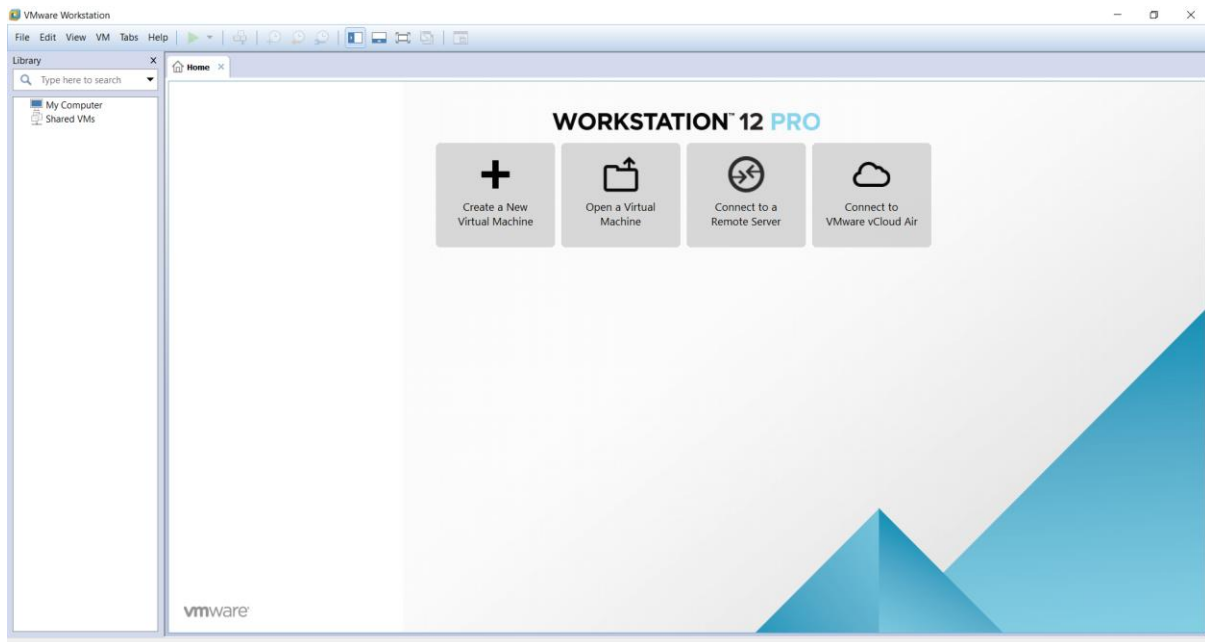 VMware Workstation
File Edit View VM Tabs Help
Library X
Type here to search
My Computer
Shared VMs
Home ×
WORKSTATION™ 12 PRO
Create a New
Virtual Machine
Open a Virtual
Machine
Connect to a
Remote Server
Connect to
VMware vCloud Air
vmware